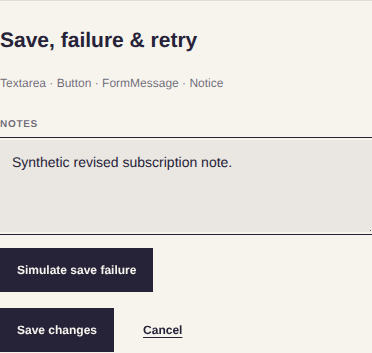 Save, failure & retry
Textarea · Button · FormMessage · Notice
NOTES
Synthetic revised subscription note.
Simulate save failure
Save changes Cancel